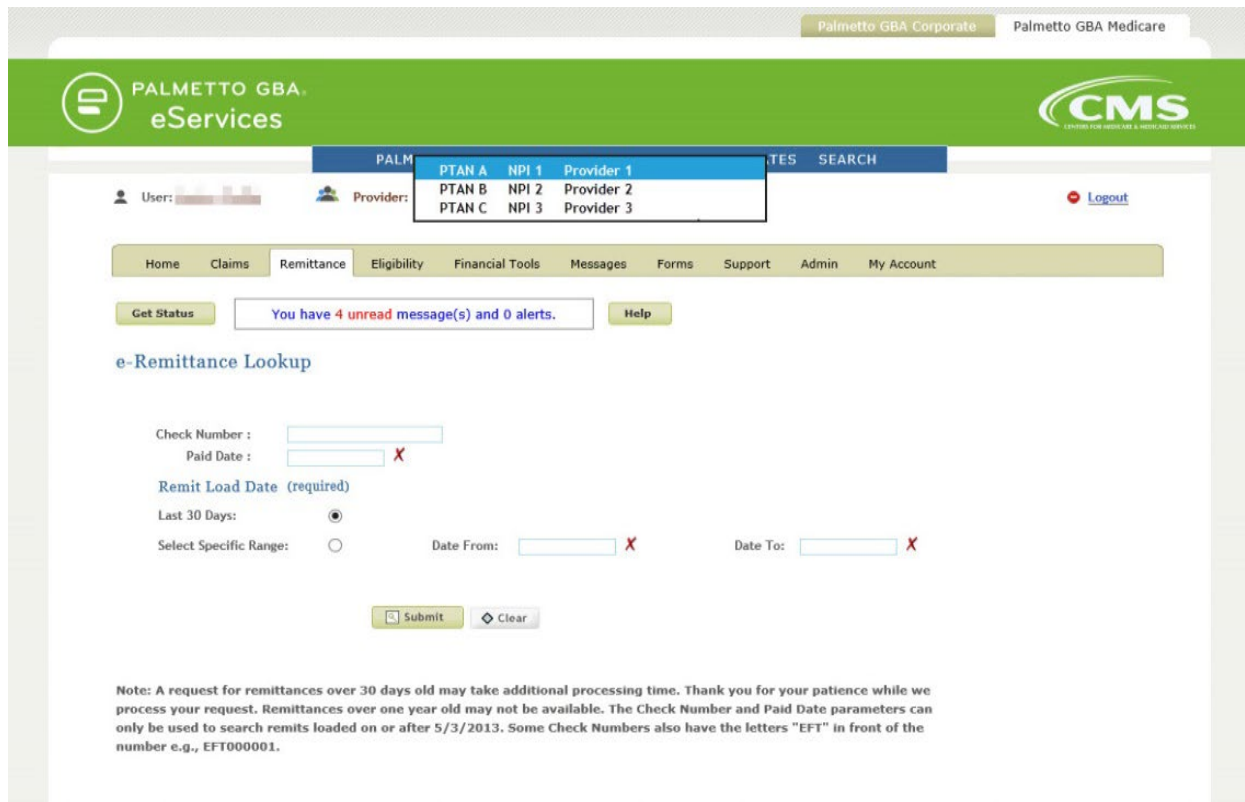 Palmetto GBA Corporate Palmetto GBA Medicare
PALMETTO GBA.
eServices
CMS
CENTERS FOR MEDICARE & MEDICAID SERVICES
PALM TES SEARCH
User: Provider: Logout
PTAN A NPI 1 Provider 1
PTAN B NPI 2 Provider 2
PTAN C NPI 3 Provider 3
Home Claims Remittance Eligibility Financial Tools Messages Forms Support Admin My Account
Get Status You have 4 unread message(s) and 0 alerts. Help
e-Remittance Lookup
Check Number :
Paid Date : X
Remit Load Date (required)
Last 30 Days:
Select Specific Range: Date From: X Date To: X
Submit Clear
Note: A request for remittances over 30 days old may take additional processing time. Thank you for your patience while we
process your request. Remittances over one year old may not be available. The Check Number and Paid Date parameters can
only be used to search remits loaded on or after 5/3/2013. Some Check Numbers also have the letters "EFT" in front of the
number e.g., EFT000001.